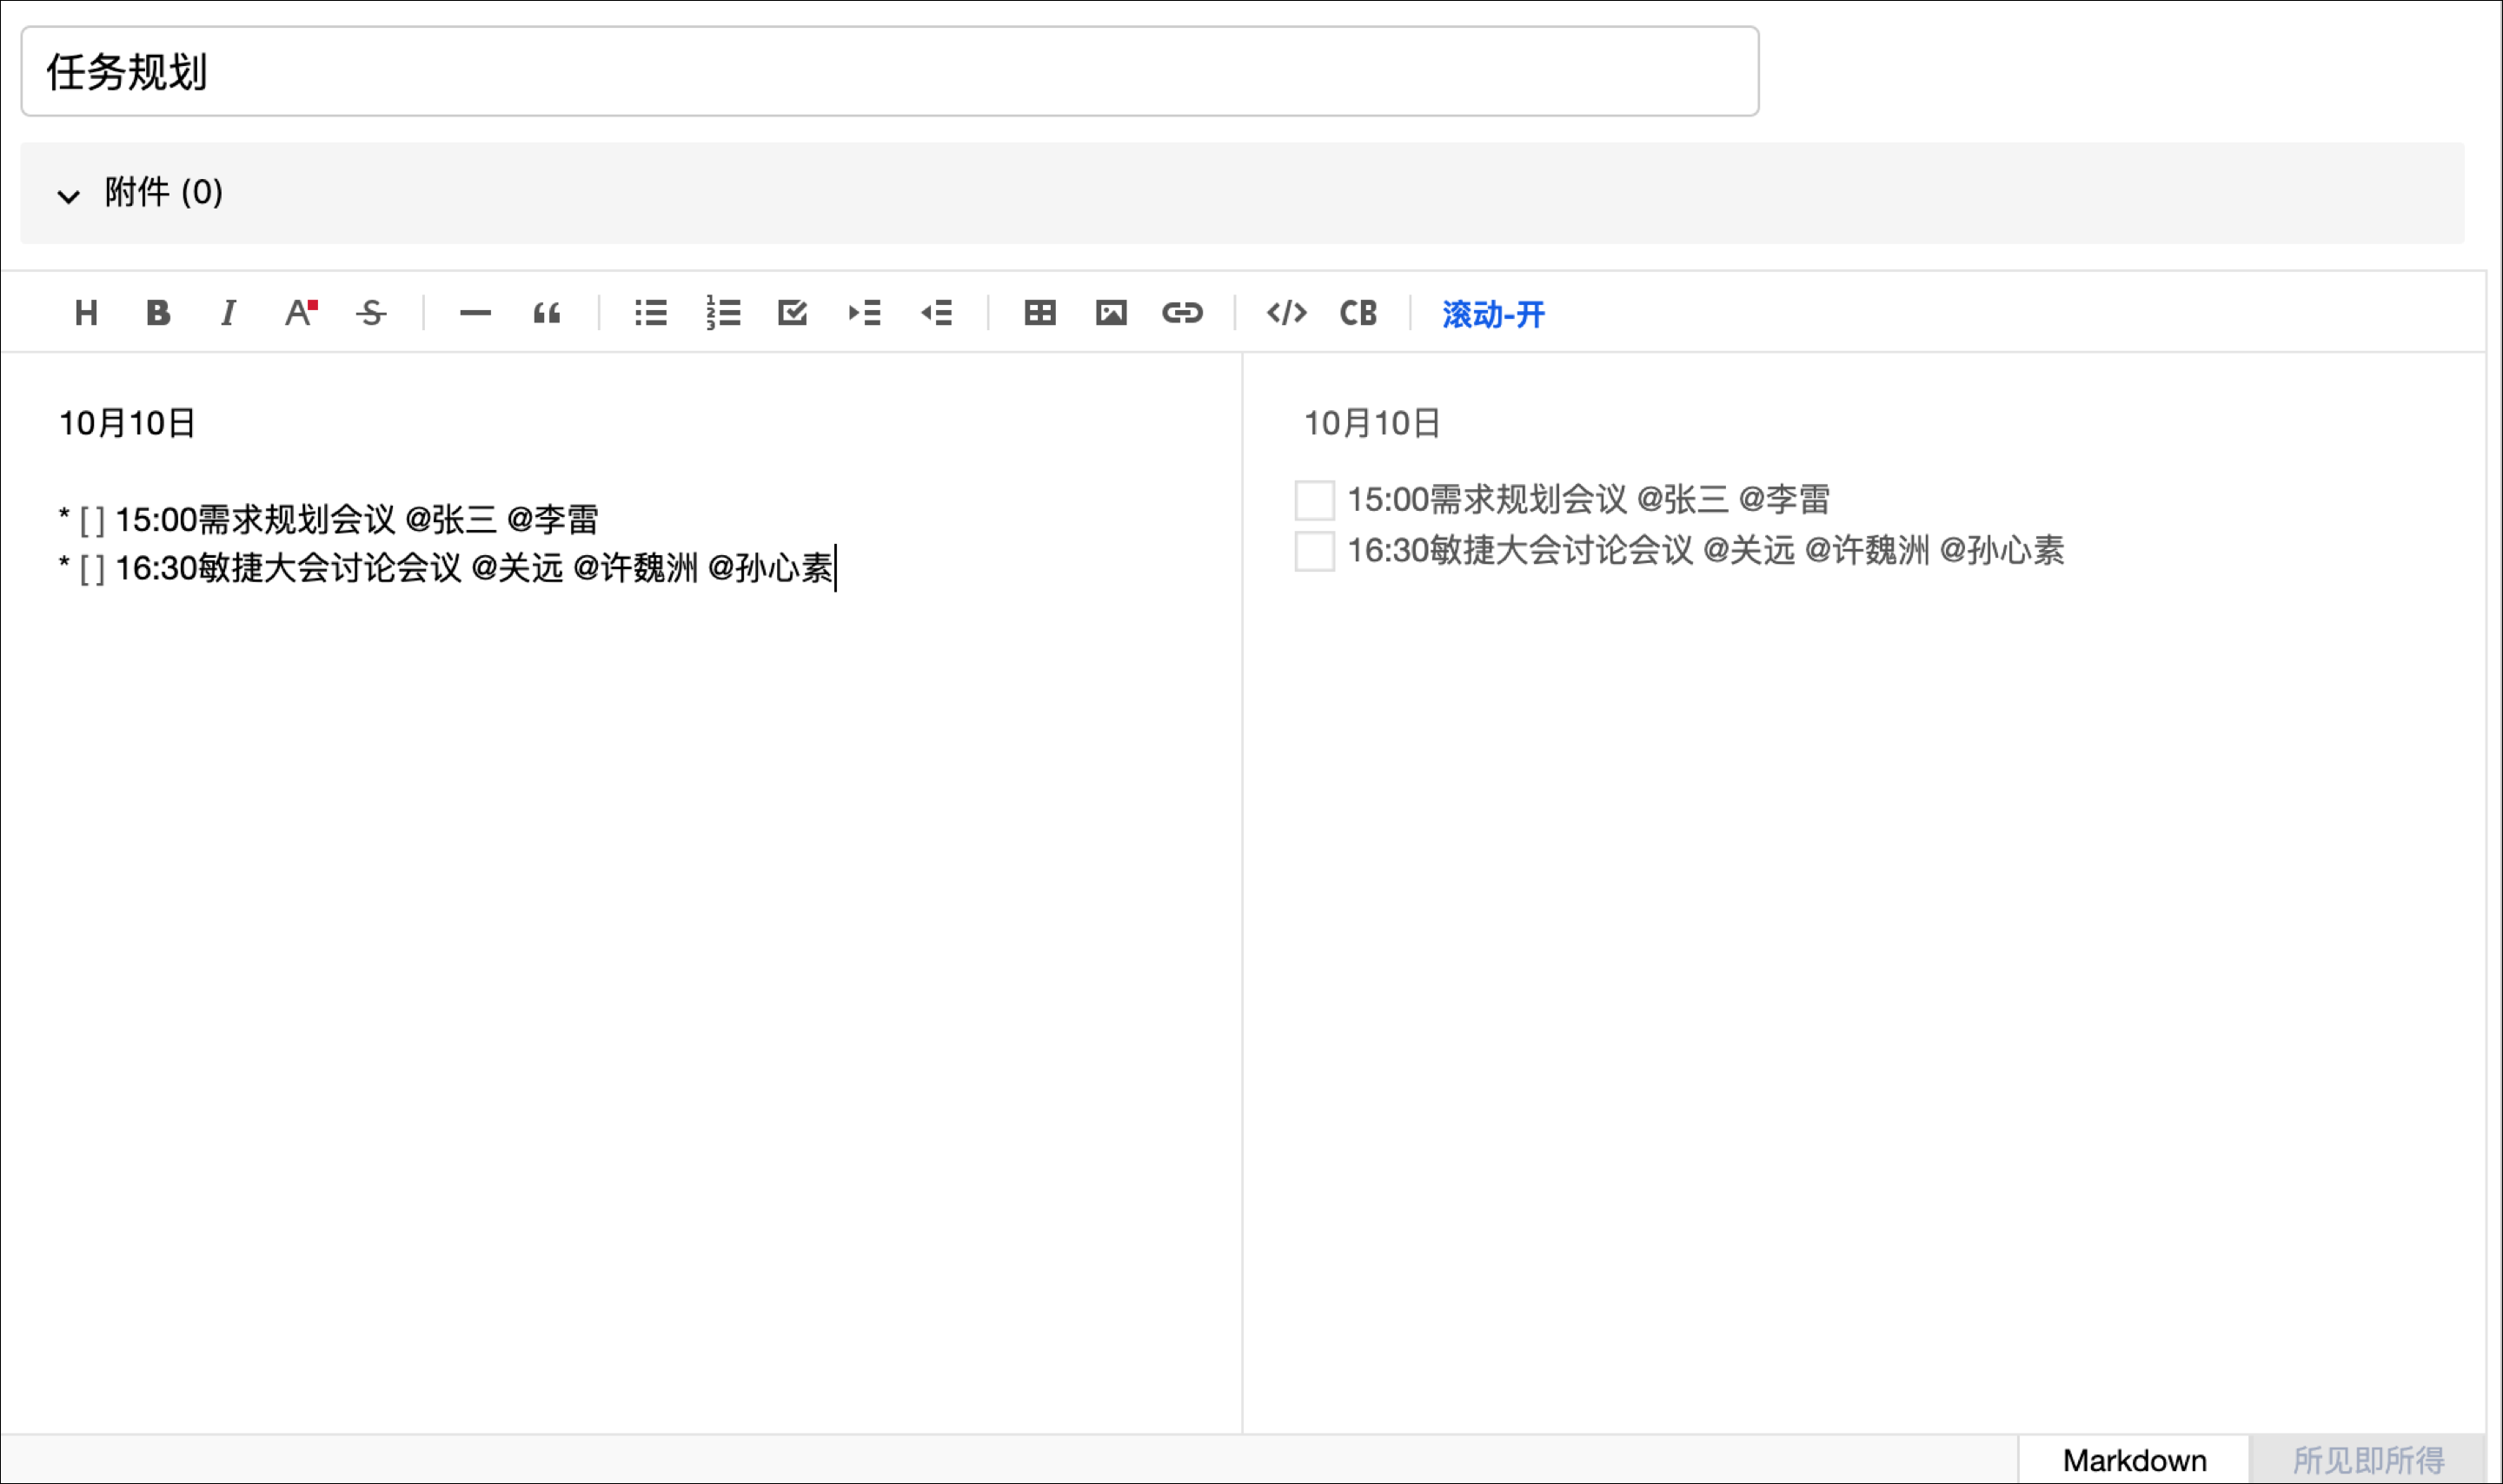 任务规划
附件 (0)
H B I A S 123 </> CB 滚动-开
10月10日
* [ ] 15:00需求规划会议 @张三 @李雷
* [ ] 16:30敏捷大会讨论会议 @关远 @许魏洲 @孙心素
10月10日
15:00需求规划会议 @张三 @李雷
16:30敏捷大会讨论会议 @关远 @许魏洲 @孙心素
Markdown 所见即所得